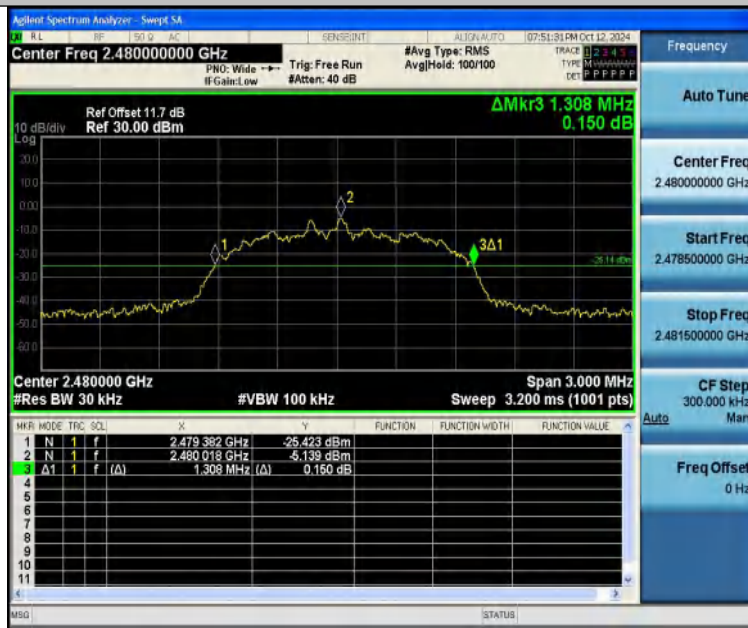 Agilent Spectrum Analyzer - Swept SA
RL RF 50 Ω AC SENSE:INT ALIGN AUTO 07:51:31 PM Oct 12, 2024
Center Freq 2.480000000 GHz
PNO: Wide
IFGain:Low
Trig: Free Run
#Atten: 40 dB
#Avg Type: RMS
Avg|Hold: 100/100
TRACE 1 2 3 4 5
TYPE M
DET P P P P P P
Ref Offset 11.7 dB
Ref 30.00 dBm
10 dB/div
Log
ΔMkr3 1.308 MHz
0.150 dB
20.0
10.0
0.00
-10.0
-20.0
-30.0
-40.0
-50.0
-60.0
1
2
3Δ1
-25.14 dBm
Center 2.480000 GHz
#Res BW 30 kHz
#VBW 100 kHz
Span 3.000 MHz
Sweep 3.200 ms (1001 pts)
MKR MODE TRC SCL X Y FUNCTION FUNCTION WIDTH FUNCTION VALUE
1 N 1 f 2.479 382 GHz -25.423 dBm
2 N 1 f 2.480 018 GHz -5.139 dBm
3 Δ1 1 f (Δ) 1.308 MHz (Δ) 0.150 dB
4
5
6
7
8
9
10
11
MSG STATUS
Frequency
Auto Tune
Center Freq
2.480000000 GHz
Start Freq
2.478500000 GHz
Stop Freq
2.481500000 GHz
CF Step
300.000 kHz
Auto Man
Freq Offset
0 Hz